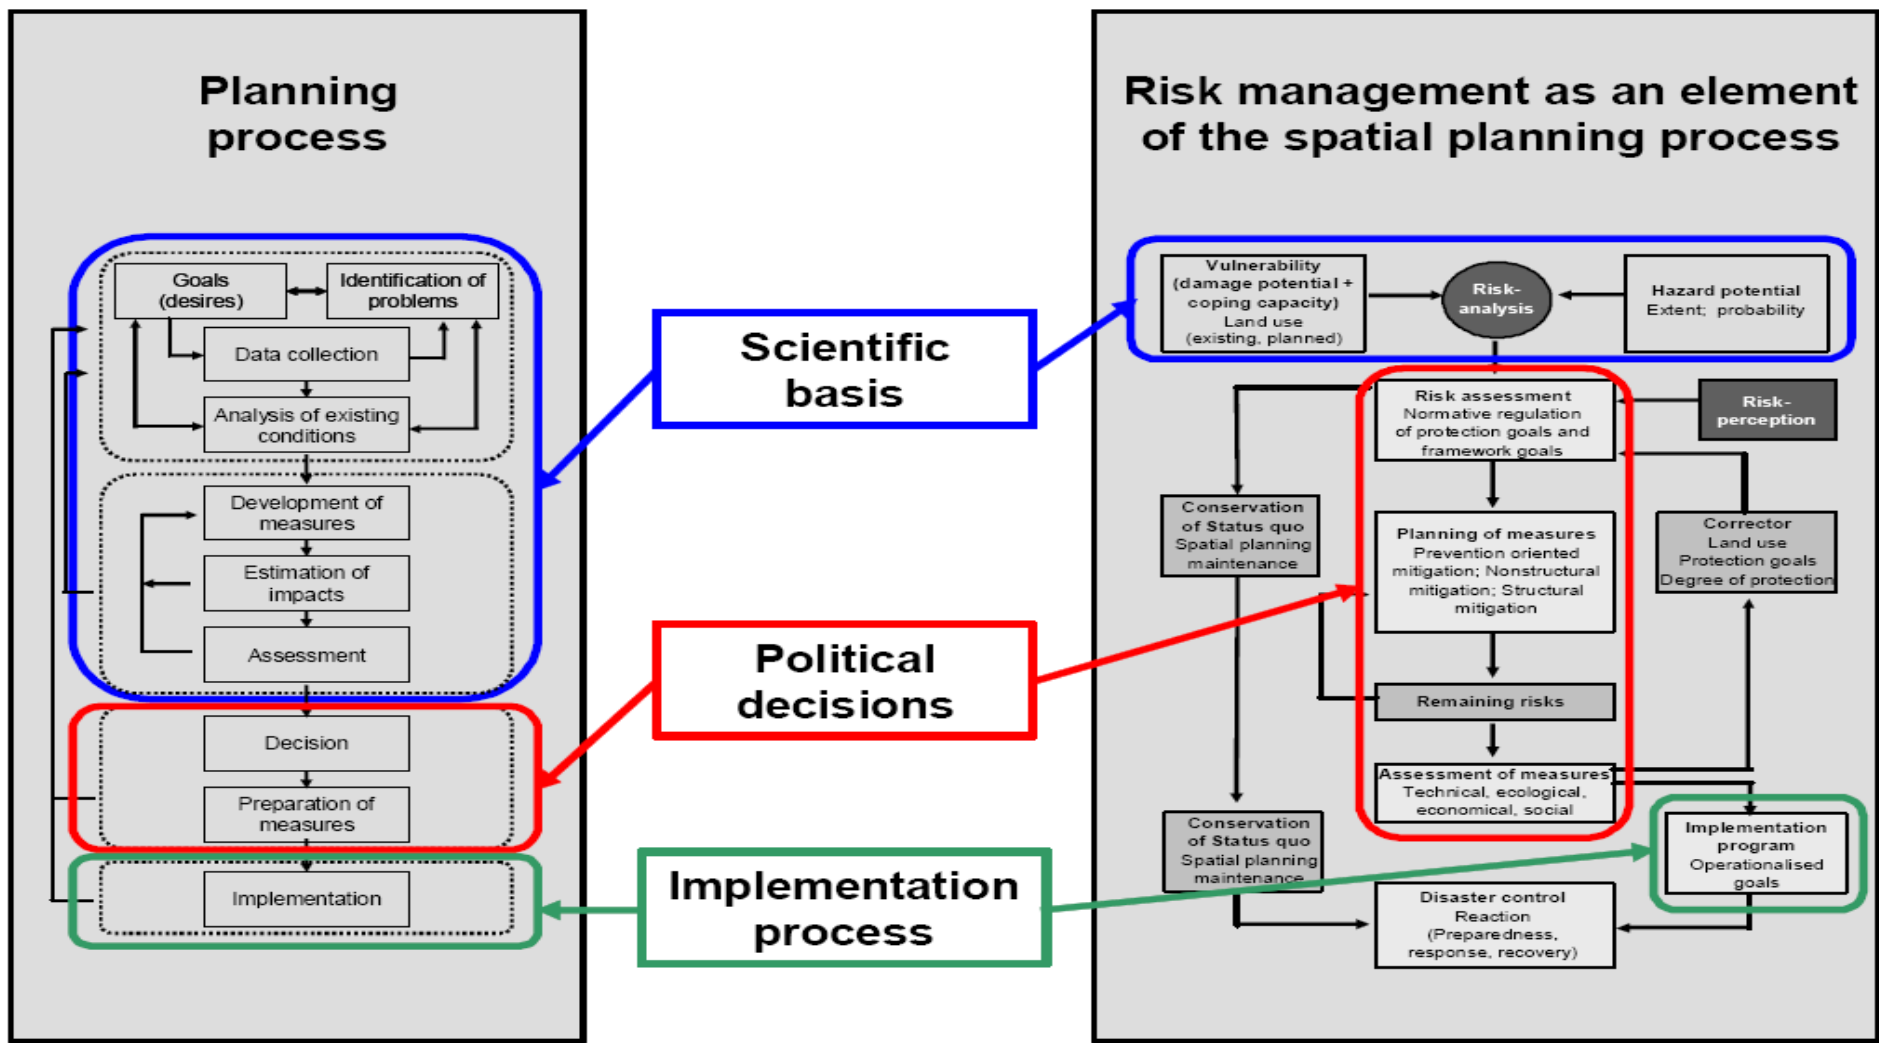 Planning
process
Goals
(desires)
Identification of
problems
Data collection
Analysis of existing
conditions
Development of
measures
Estimation of
impacts
Assessment
Decision
Preparation of
measures
Implementation
Scientific
basis
Political
decisions
Implementation
process
Risk management as an element
of the spatial planning process
Vulnerability
(damage potential +
coping capacity)
Land use
(existing, planned)
Risk-
analysis
Hazard potential
Extent; probability
Risk assessment
Normative regulation
of protection goals and
framework goals
Risk-
perception
Conservation
of Status quo
Spatial planning
maintenance
Planning of measures
Prevention oriented
mitigation; Nonstructural
mitigation; Structural
mitigation
Corrector
Land use
Protection goals
Degree of protection
Remaining risks
Assessment of measures
Technical, ecological,
economical, social
Conservation
of Status quo
Spatial planning
maintenance
Implementation
program
Operationalised
goals
Disaster control
Reaction
(Preparedness,
response, recovery)